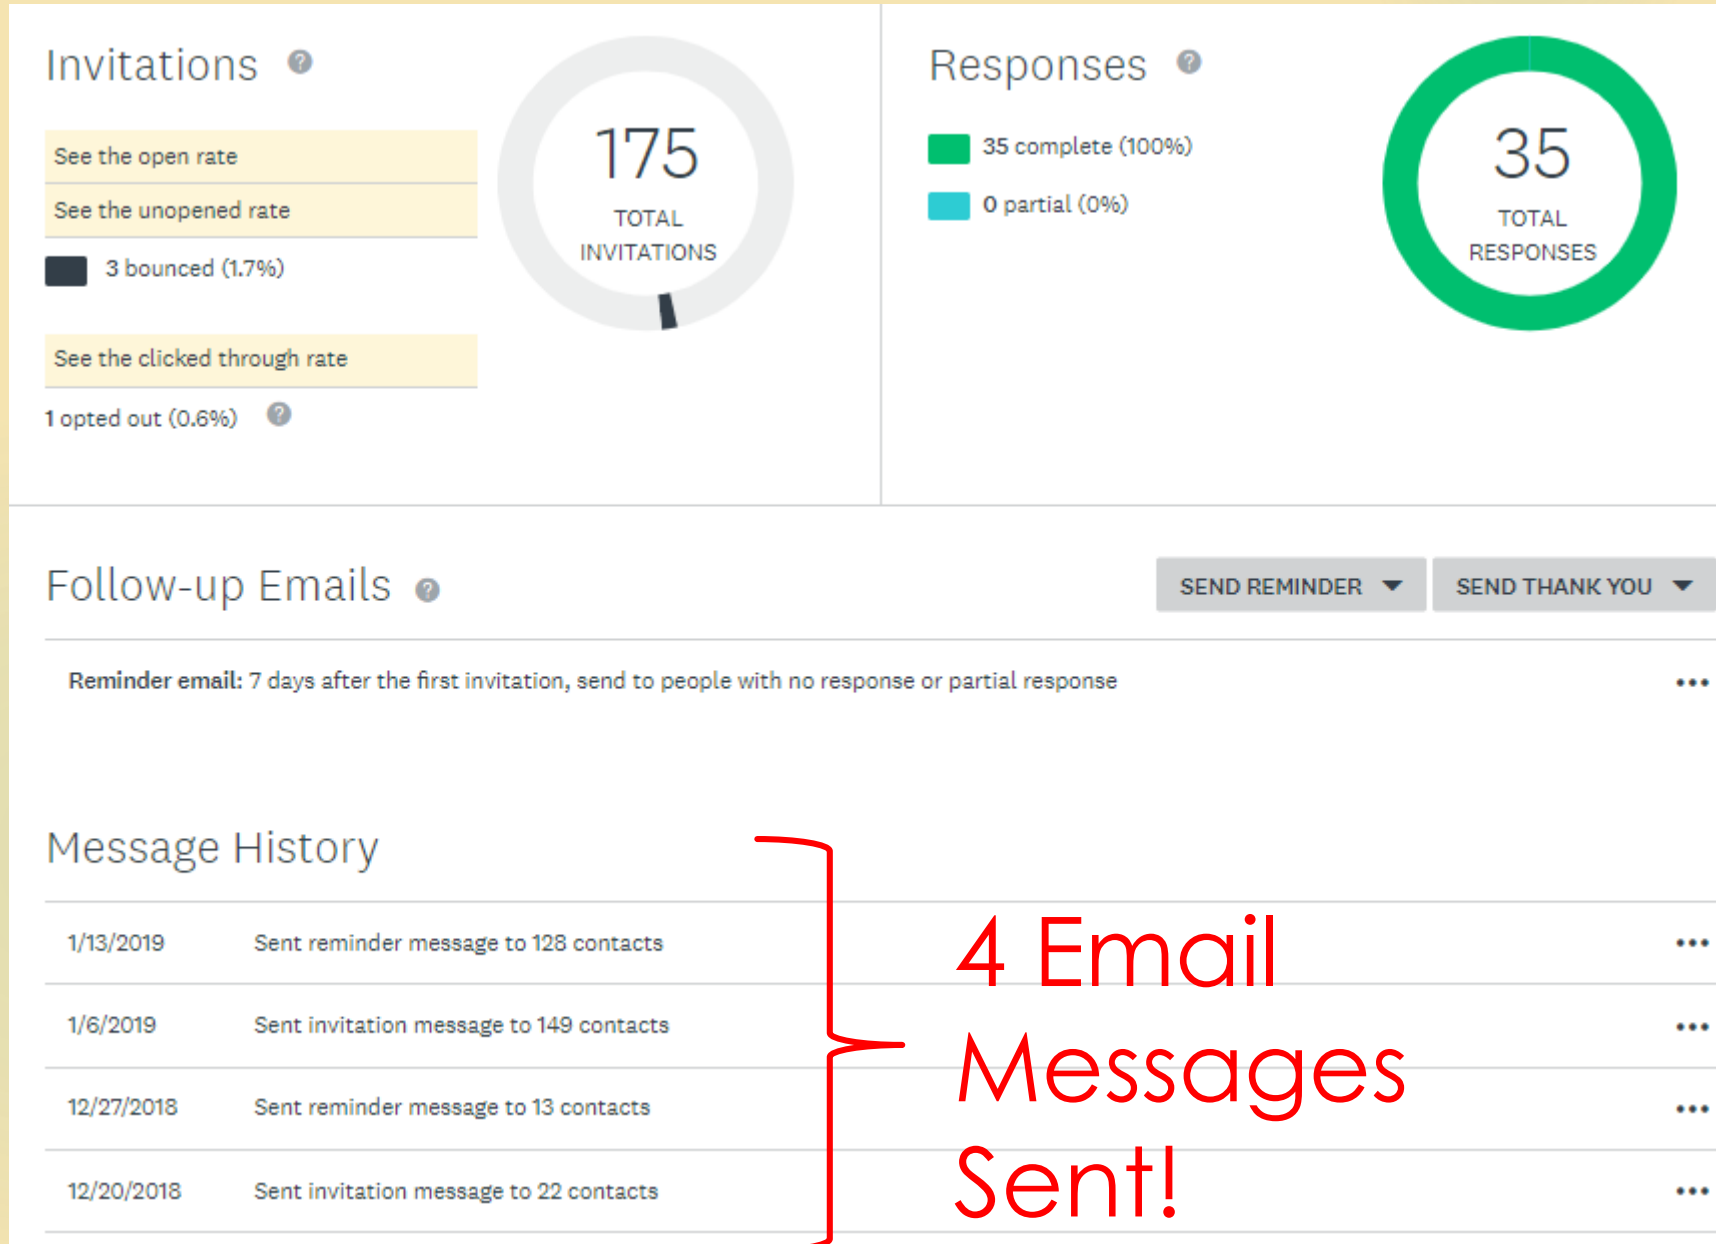 Invitations ?
See the open rate
See the unopened rate
3 bounced (1.7%)
See the clicked through rate
1 opted out (0.6%) ?
175
TOTAL
INVITATIONS
Responses ?
35 complete (100%)
0 partial (0%)
35
TOTAL
RESPONSES
Follow-up Emails ?
SEND REMINDER
SEND THANK YOU
Reminder email: 7 days after the first invitation, send to people with no response or partial response
Message History
1/13/2019 Sent reminder message to 128 contacts
1/6/2019 Sent invitation message to 149 contacts
12/27/2018 Sent reminder message to 13 contacts
12/20/2018 Sent invitation message to 22 contacts
4 Email
Messages
Sent!